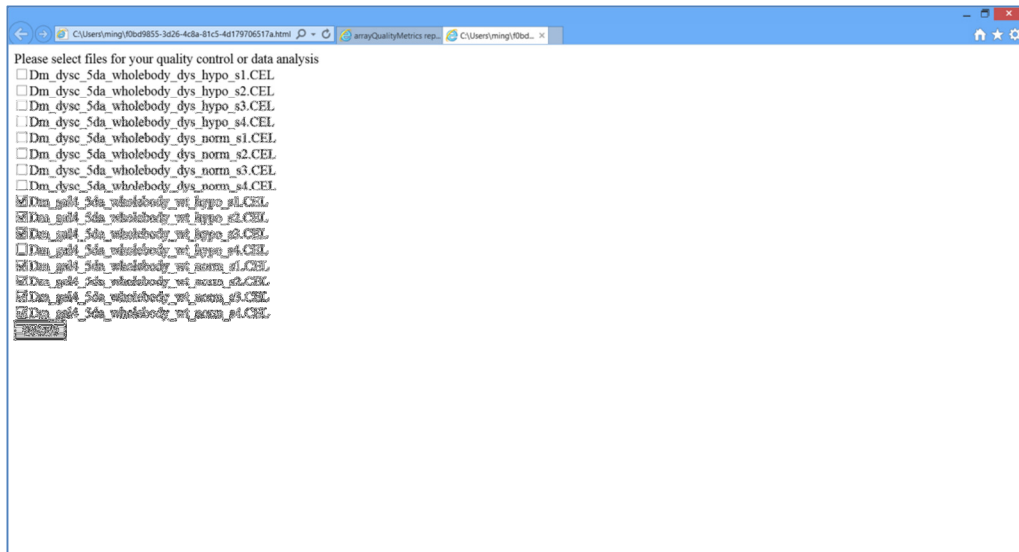 C:\Users\ming\f0bd9855-3d26-4c8a-81c5-4d179706517a.html
arrayQualityMetrics rep...
C:\Users\ming\f0bd...
Please select files for your quality control or data analysis
Dm_dysc_5da_wholebody_dys_hypo_s1.CEL
Dm_dysc_5da_wholebody_dys_hypo_s2.CEL
Dm_dysc_5da_wholebody_dys_hypo_s3.CEL
Dm_dysc_5da_wholebody_dys_hypo_s4.CEL
Dm_dysc_5da_wholebody_dys_norm_s1.CEL
Dm_dysc_5da_wholebody_dys_norm_s2.CEL
Dm_dysc_5da_wholebody_dys_norm_s3.CEL
Dm_dysc_5da_wholebody_dys_norm_s4.CEL
Dm_gal4_5da_wholebody_wt_hypo_s1.CEL
Dm_gal4_5da_wholebody_wt_hypo_s2.CEL
Dm_gal4_5da_wholebody_wt_hypo_s3.CEL
Dm_gal4_5da_wholebody_wt_hypo_s4.CEL
Dm_gal4_5da_wholebody_wt_norm_s1.CEL
Dm_gal4_5da_wholebody_wt_norm_s2.CEL
Dm_gal4_5da_wholebody_wt_norm_s3.CEL
Dm_gal4_5da_wholebody_wt_norm_s4.CEL